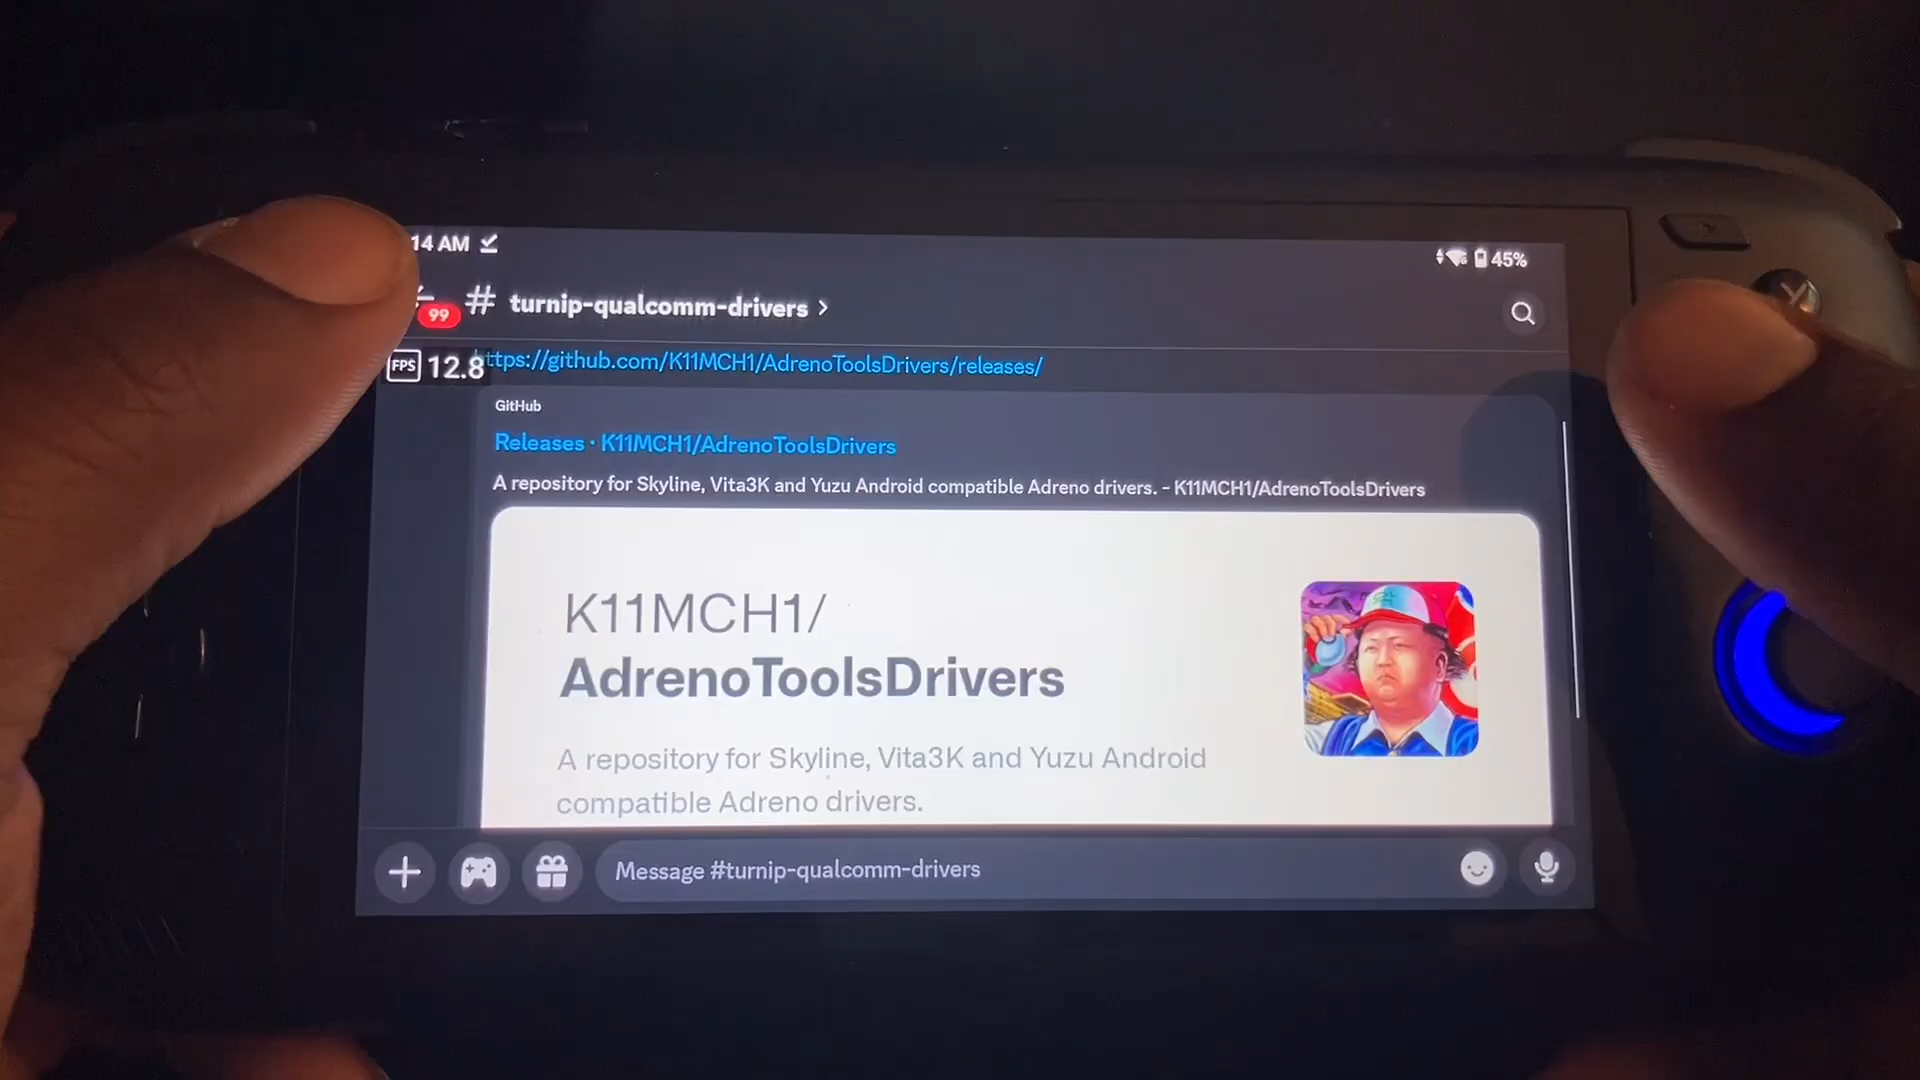 14 AM 45%
99 # turnip-qualcomm-drivers >
FPS 12.8 ttps://github.com/K11MCH1/AdrenoToolsDrivers/releases/
GitHub
Releases · K11MCH1/AdrenoToolsDrivers
A repository for Skyline, Vita3K and Yuzu Android compatible Adreno drivers. - K11MCH1/AdrenoToolsDrivers
K11MCH1/
AdrenoToolsDrivers
A repository for Skyline, Vita3K and Yuzu Android
compatible Adreno drivers.
Message #turnip-qualcomm-drivers
Y